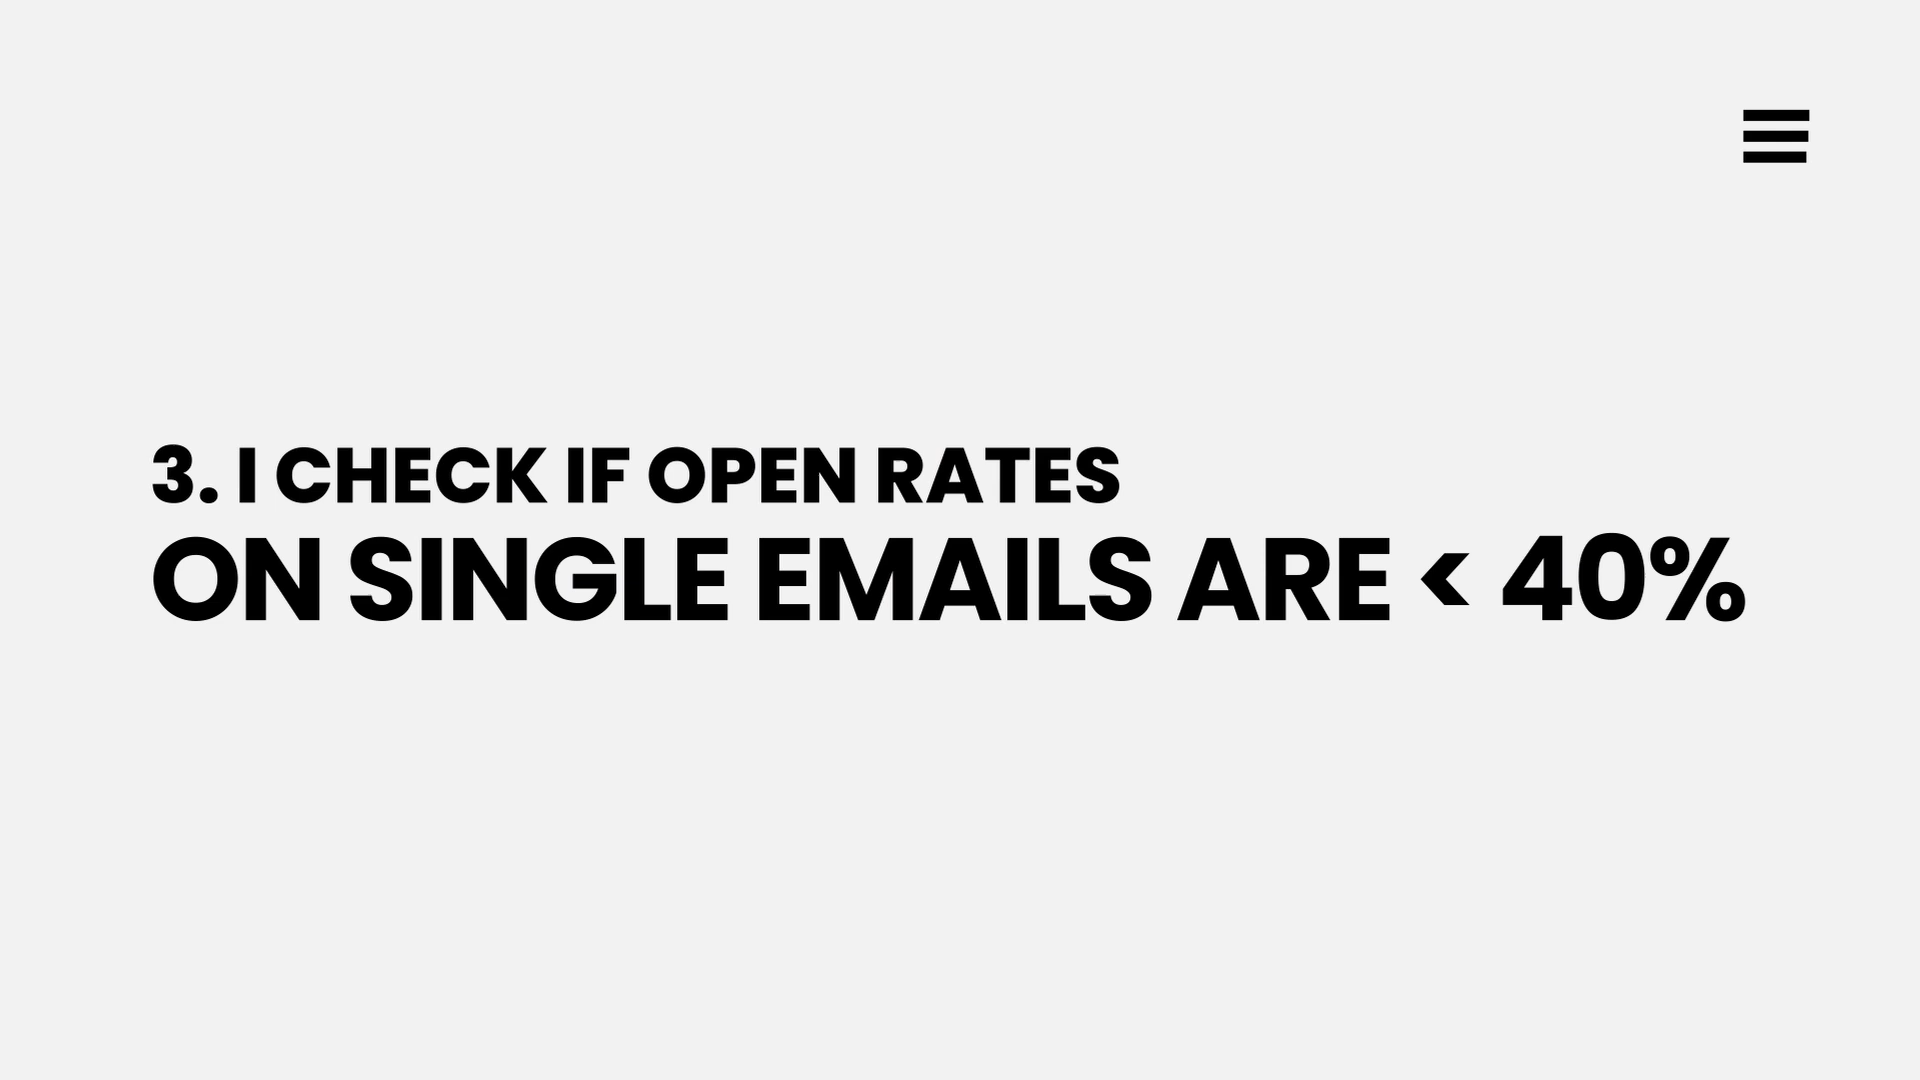 3. I CHECK IF OPEN RATES
ON SINGLE EMAILS ARE < 40%